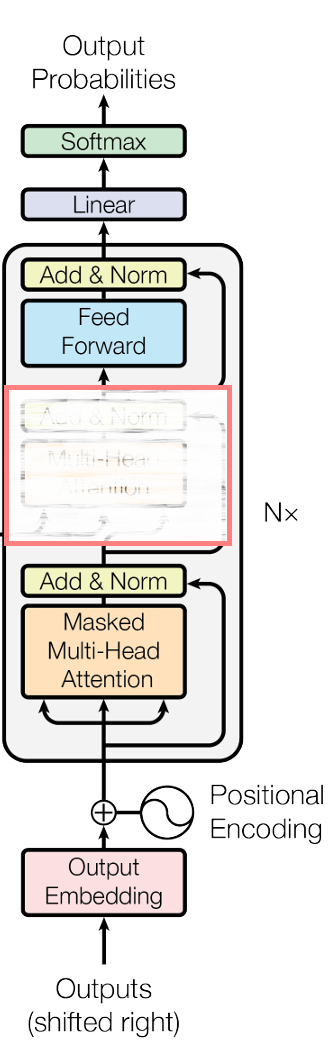 Output
Probabilities
Softmax
Linear
Add & Norm
Feed
Forward
Add & Norm
Multi-Head
Attention
N×
Add & Norm
Masked
Multi-Head
Attention
Positional
Encoding
Output
Embedding
Outputs
(shifted right)